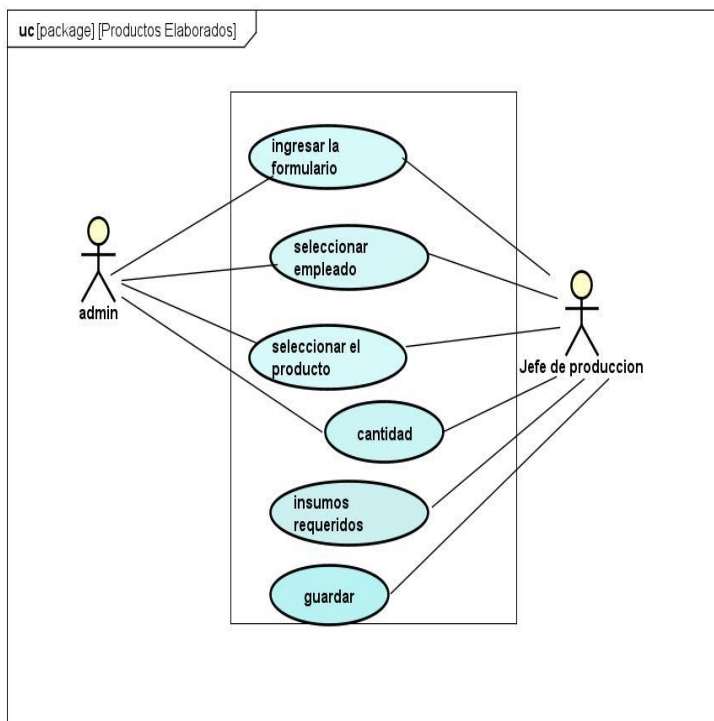 uc [package] [Productos Elaborados]
ingresar la
formulario
seleccionar
empleado
admin
seleccionar el
producto
Jefe de produccion
cantidad
insumos
requeridos
guardar